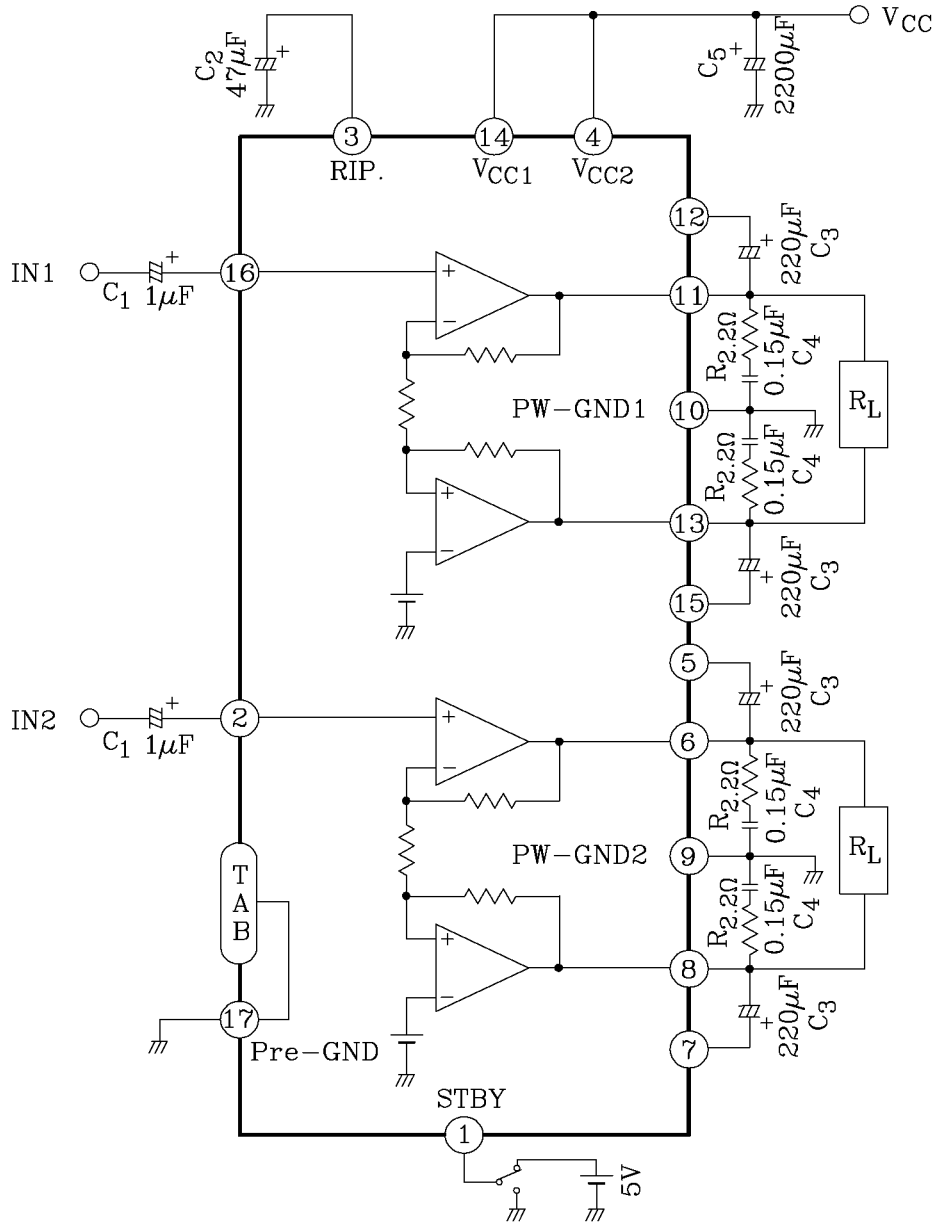 VCC
C2
47μF
+
C5
+
2200μF
3
RIP.
14
VCC1
4
VCC2
12
+
220μF
C3
IN1
+
C1 1μF
16
+
−
11
R2.2Ω
0.15μF
C4
PW-GND1
10
RL
R2.2Ω
0.15μF
C4
+
−
13
+
220μF
C3
15
5
+
220μF
C3
IN2
+
C1 1μF
2
+
−
6
R2.2Ω
0.15μF
C4
PW-GND2
9
RL
R2.2Ω
0.15μF
C4
TAB
+
−
8
+
220μF
C3
17
Pre-GND
7
STBY
1
5V